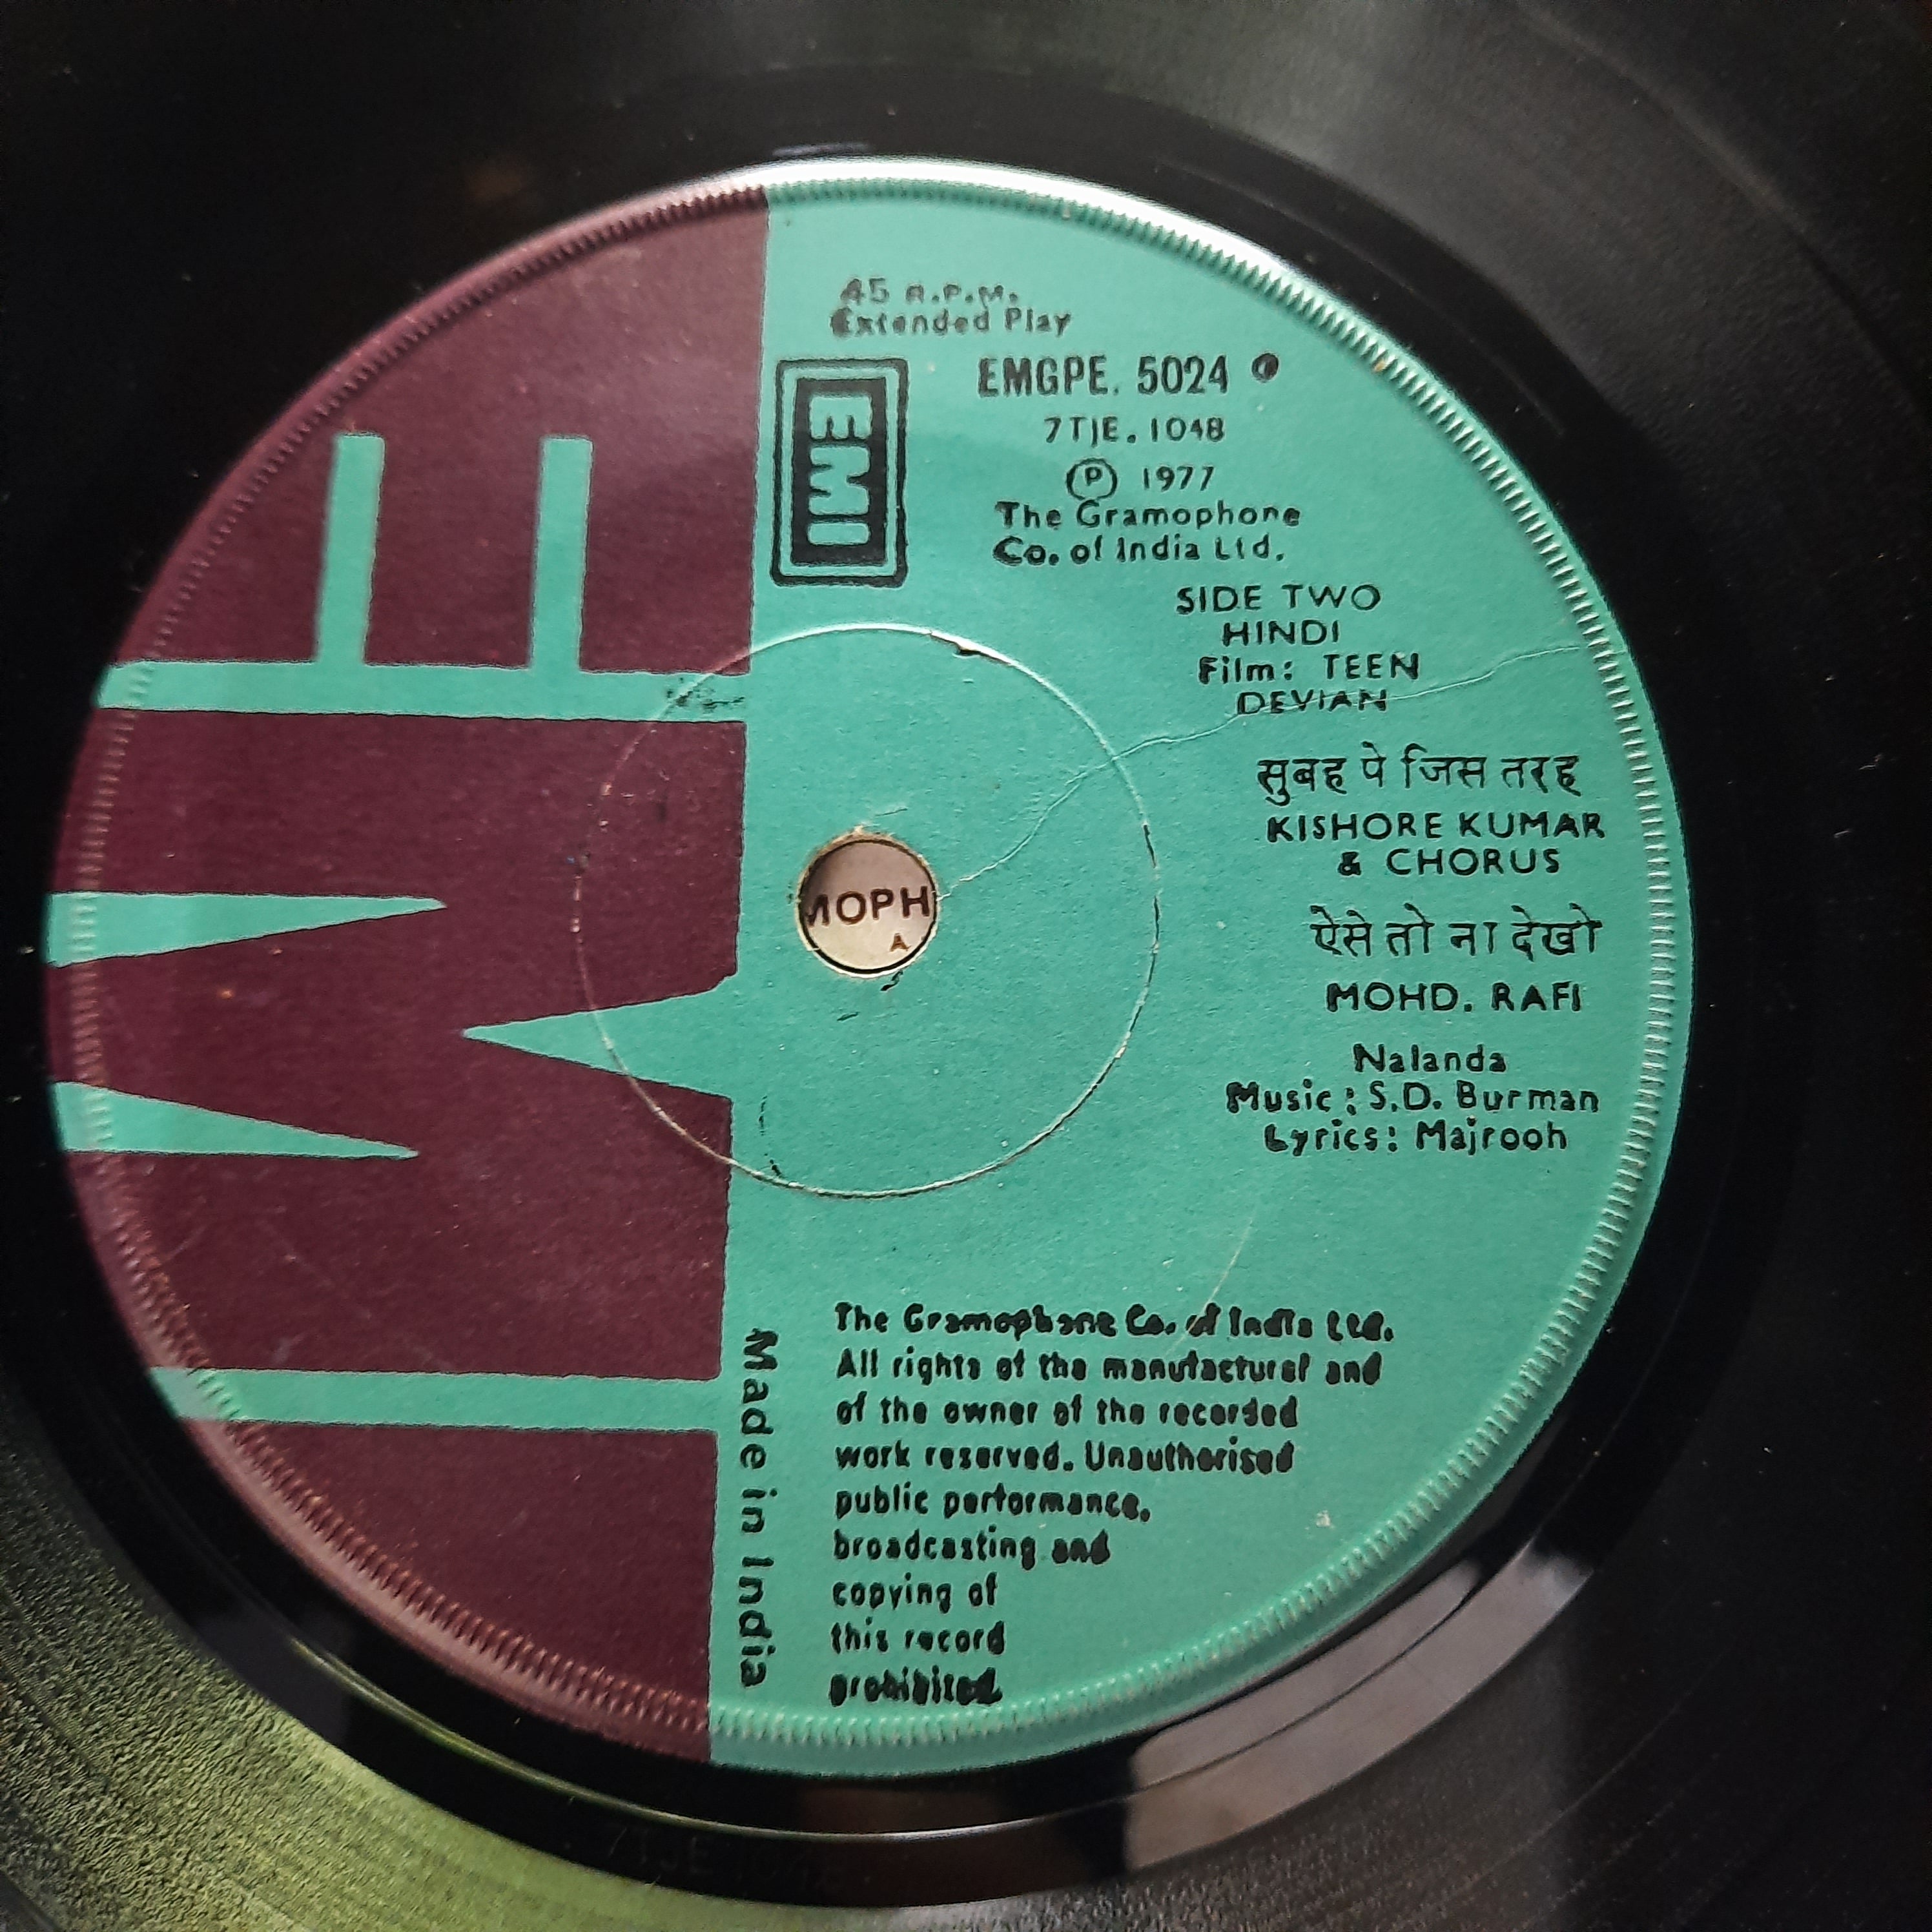 45 R.P.M.
Extended Play
EMI
EMGPE. 5024
7TJE. 1048
Ⓟ 1977
The Gramophone
Co. of India Ltd.
SIDE TWO
HINDI
Film: TEEN
DEVIAN
सुबह पे जिस तरह
KISHORE KUMAR
& CHORUS
ऐसे तो ना देखो
MOHD. RAFI
Nalanda
Music: S.D. Burman
Lyrics: Majrooh
EMI
MOPH
A
Made in India
The Gramophone Co. of India Ltd.
All rights of the manufacturer and
of the owner of the recorded
work reserved. Unauthorised
public performance,
broadcasting and
copying of
this record
prohibited.